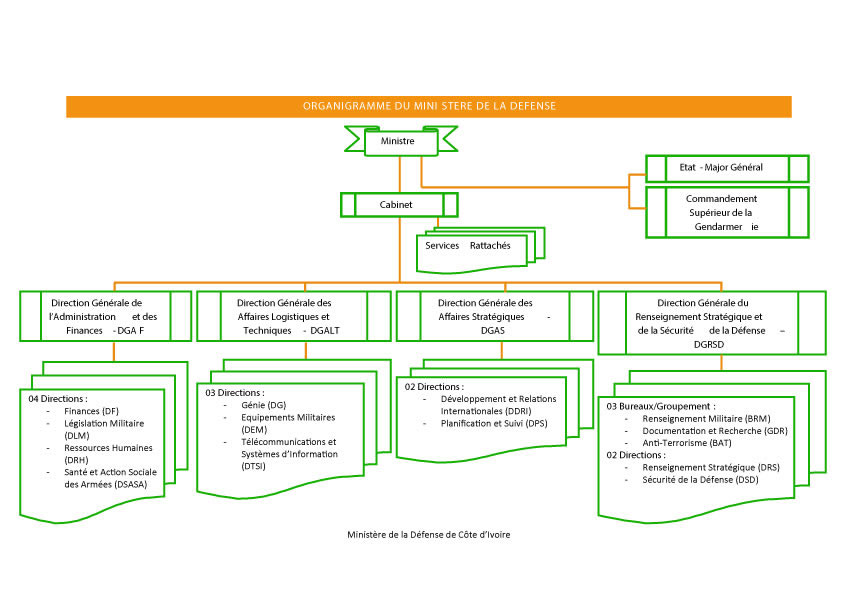 ORGANIGRAMME DU MINI STERE DE LA DEFENSE
Ministre
Etat - Major Général
Commandement
Supérieur de la
Gendarmer ie
Cabinet
Services Rattachés
Direction Générale de
l'Administration et des
Finances - DGA F
Direction Générale des
Affaires Logistiques et
Techniques - DGALT
Direction Générale des
Affaires Stratégiques -
DGAS
Direction Générale du
Renseignement Stratégique et
de la Sécurité de la Défense –
DGRSD
04 Directions :
- Finances (DF)
- Législation Militaire
(DLM)
- Ressources Humaines
(DRH)
- Santé et Action Sociale
des Armées (DSASA)
03 Directions :
- Génie (DG)
- Equipements Militaires
(DEM)
- Télécommunications et
Systèmes d'Information
(DTSI)
02 Directions :
- Développement et Relations
Internationales (DDRI)
- Planification et Suivi (DPS)
03 Bureaux/Groupement :
- Renseignement Militaire (BRM)
- Documentation et Recherche (GDR)
- Anti-Terrorisme (BAT)
02 Directions :
- Renseignement Stratégique (DRS)
- Sécurité de la Défense (DSD)
Ministère de la Défense de Côte d'Ivoire